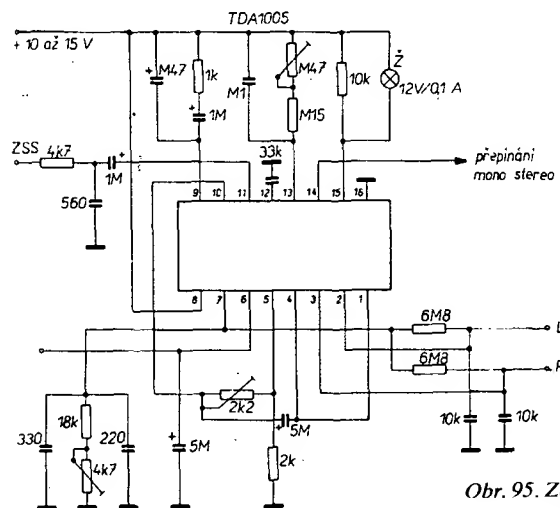 TDA1005
+ 10 až 15 V
M47
1k
1M
M1
M47
M15
10k
Ž
12V/0,1 A
ZSS
4k7
1M
560
33k
přepínání
mono stereo
9 10 11 12 13 14 15 16
8 7 6 5 4 3 2 1
6M8
6M8
10k
10k
2k2
5M
2k
5M
330
18k
220
4k7
Obr. 95. Z